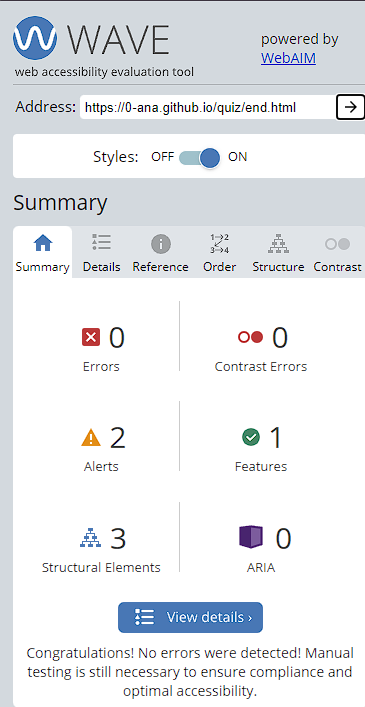 WAVE
powered by
WebAIM
web accessibility evaluation tool
Address: https://0-ana.github.io/quiz/end.html
Styles: OFF ON
Summary
Summary Details Reference Order Structure Contrast
0 0
Errors Contrast Errors
2 1
Alerts Features
3 0
Structural Elements ARIA
View details ›
Congratulations! No errors were detected! Manual
testing is still necessary to ensure compliance and
optimal accessibility.